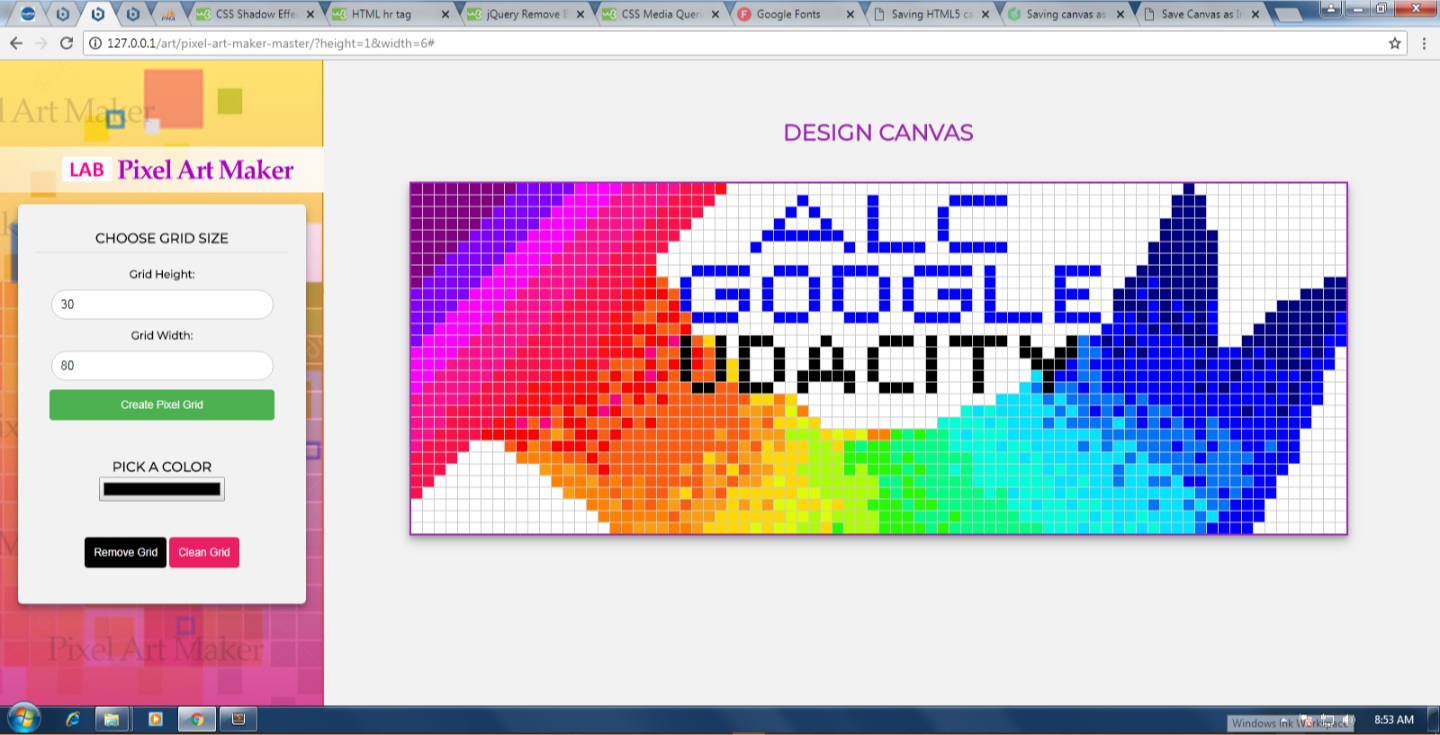 CSS Shadow Effe
HTML hr tag
jQuery Remove E
CSS Media Quer
Google Fonts
Saving HTML5 ca
Saving canvas as
Save Canvas as I
127.0.0.1/art/pixel-art-maker-master/?height=1&width=6#
l Art Maker
LAB Pixel Art Maker
CHOOSE GRID SIZE
Grid Height:
30
Grid Width:
80
Create Pixel Grid
PICK A COLOR
Remove Grid
Clean Grid
Pixel Art Maker
DESIGN CANVAS
ALC
GOOGLE
UDACITY
Windows Ink Workspace
8:53 AM